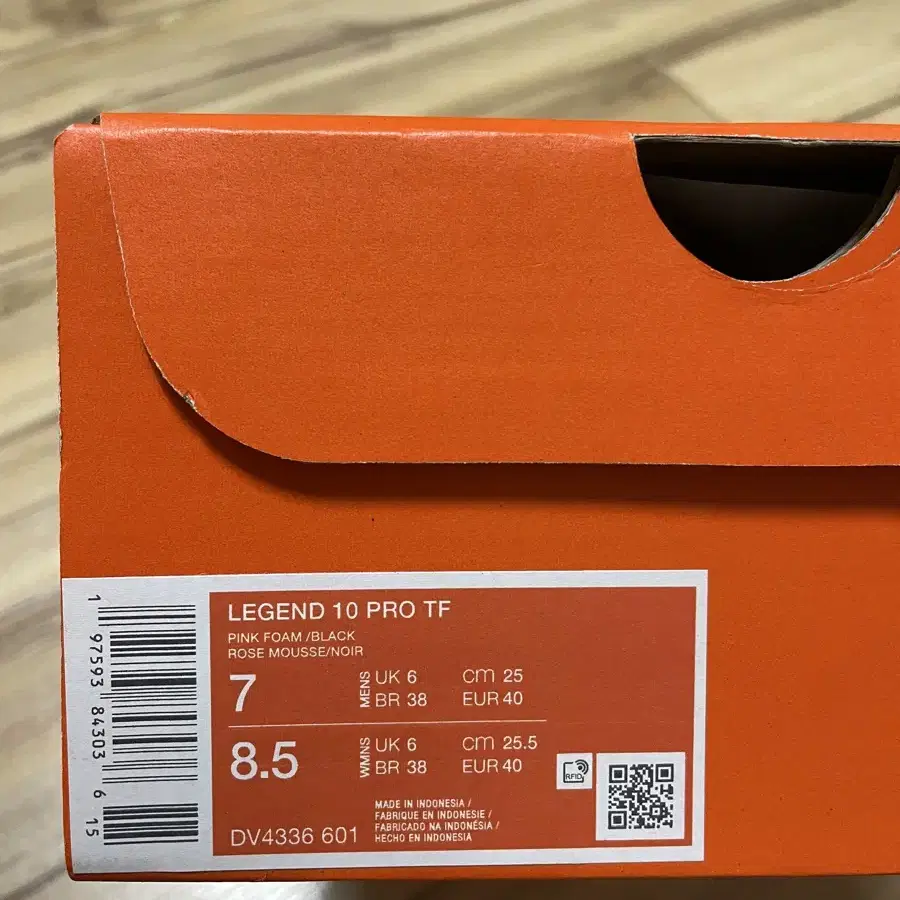 LEGEND 10 PRO TF
PINK FOAM /BLACK
ROSE MOUSSE/NOIR
7 MENS UK 6 CM 25
BR 38 EUR 40
8.5 WMNS UK 6 CM 25.5
BR 38 EUR 40
RFID
DV4336 601
MADE IN INDONESIA /
FABRIQUE EN INDONESIE /
FABRICADO NA INDONÉSIA /
HECHO EN INDONESIA
1 97593 84303 6 15